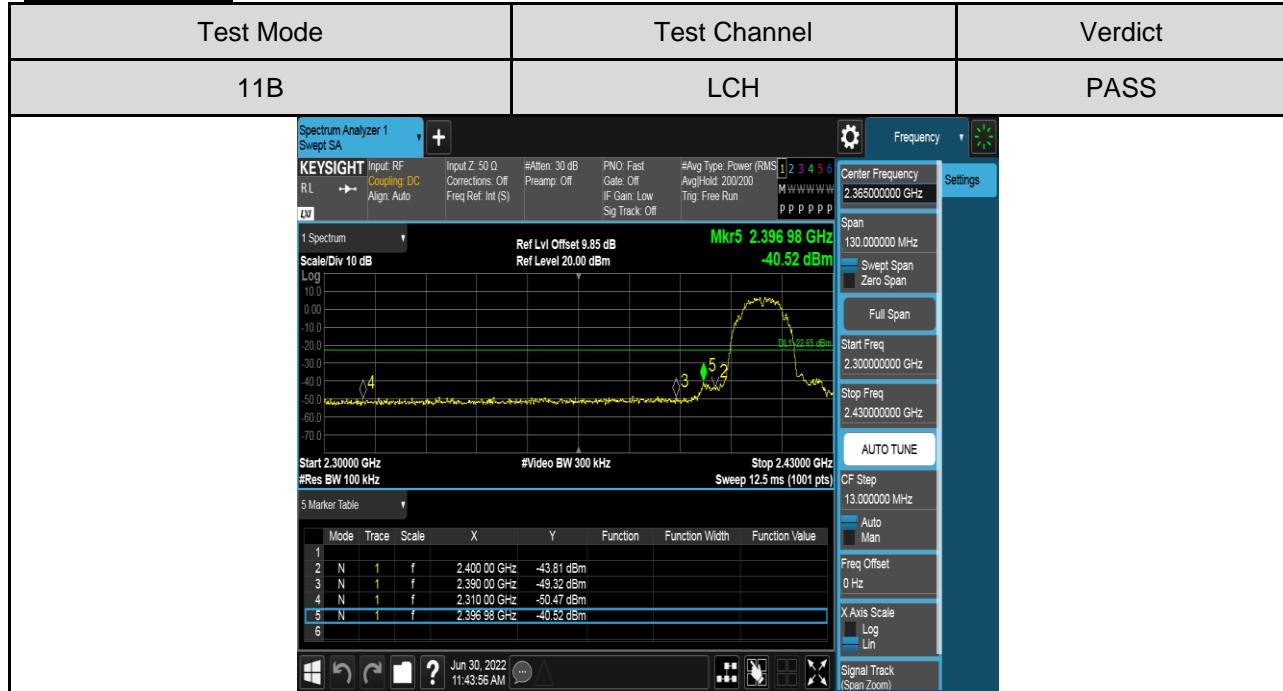 Test Mode Test Channel Verdict
11B LCH PASS
Spectrum Analyzer 1
Swept SA
+
Frequency
KEYSIGHT
RL
LXI
Input: RF
Coupling: DC
Align: Auto
Input Z: 50 Ω
Corrections: Off
Freq Ref: Int (S)
#Atten: 30 dB
Preamp: Off
PNO: Fast
Gate: Off
IF Gain: Low
Sig Track: Off
#Avg Type: Power (RMS
Avg|Hold: 200/200
Trig: Free Run
1 2 3 4 5 6
M W W W W W
P P P P P P
1 Spectrum
Scale/Div 10 dB
Ref Lvl Offset 9.85 dB
Ref Level 20.00 dBm
Mkr5 2.396 98 GHz
-40.52 dBm
Log
10.0
0.00
-10.0
-20.0
-30.0
-40.0
-50.0
-60.0
-70.0
DL1 -22.65 dBm
4
3
5
2
Start 2.30000 GHz
#Res BW 100 kHz
#Video BW 300 kHz
Stop 2.43000 GHz
Sweep 12.5 ms (1001 pts)
5 Marker Table
Mode Trace Scale X Y Function Function Width Function Value
1
2 N 1 f 2.400 00 GHz -43.81 dBm
3 N 1 f 2.390 00 GHz -49.32 dBm
4 N 1 f 2.310 00 GHz -50.47 dBm
5 N 1 f 2.396 98 GHz -40.52 dBm
6
?
Jun 30, 2022
11:43:56 AM
Center Frequency
2.365000000 GHz
Settings
Span
130.000000 MHz
Swept Span
Zero Span
Full Span
Start Freq
2.300000000 GHz
Stop Freq
2.430000000 GHz
AUTO TUNE
CF Step
13.000000 MHz
Auto
Man
Freq Offset
0 Hz
X Axis Scale
Log
Lin
Signal Track
(Span Zoom)